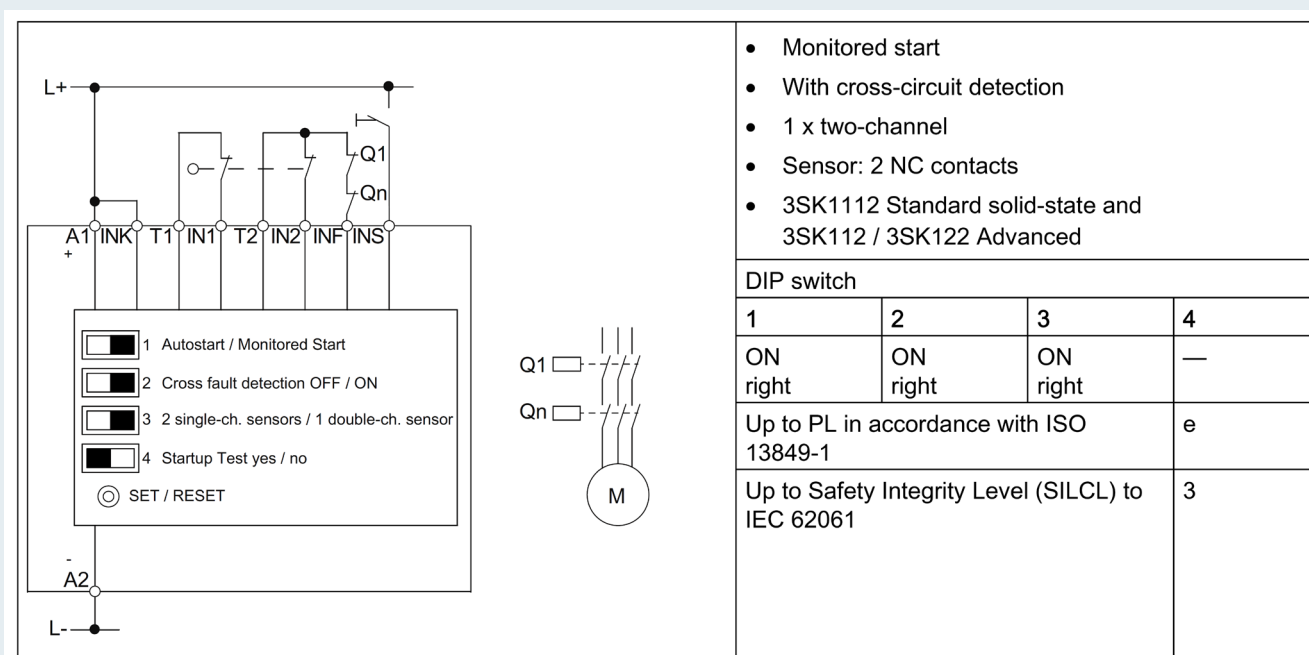 L+
Q1
Qn
A1 INK T1 IN1 T2 IN2 INF INS
+
1 Autostart / Monitored Start
2 Cross fault detection OFF / ON
3 2 single-ch. sensors / 1 double-ch. sensor
4 Startup Test yes / no
SET / RESET
-
A2
L-
Q1
Qn
M
• Monitored start
• With cross-circuit detection
• 1 x two-channel
• Sensor: 2 NC contacts
• 3SK1112 Standard solid-state and
3SK112 / 3SK122 Advanced
DIP switch
1 2 3 4
ON ON ON —
right right right
Up to PL in accordance with ISO e
13849-1
Up to Safety Integrity Level (SILCL) to 3
IEC 62061